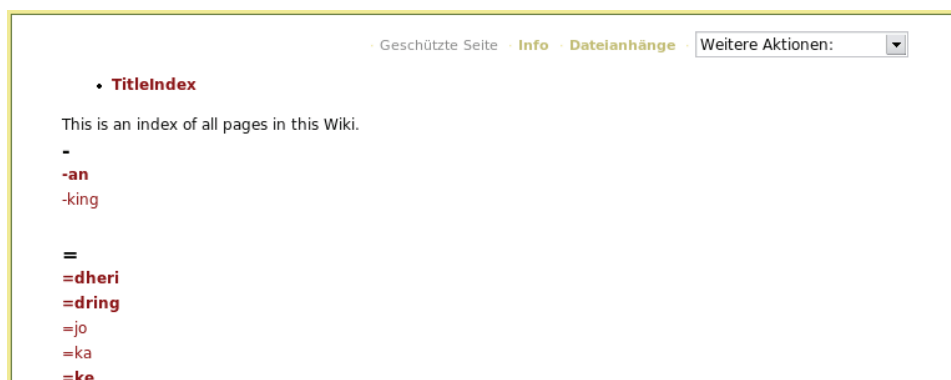 Geschützte Seite · Info · Dateianhänge · Weitere Aktionen:
• TitleIndex
This is an index of all pages in this Wiki.
-
-an
-king
=
=dheri
=dring
=jo
=ka
=ke